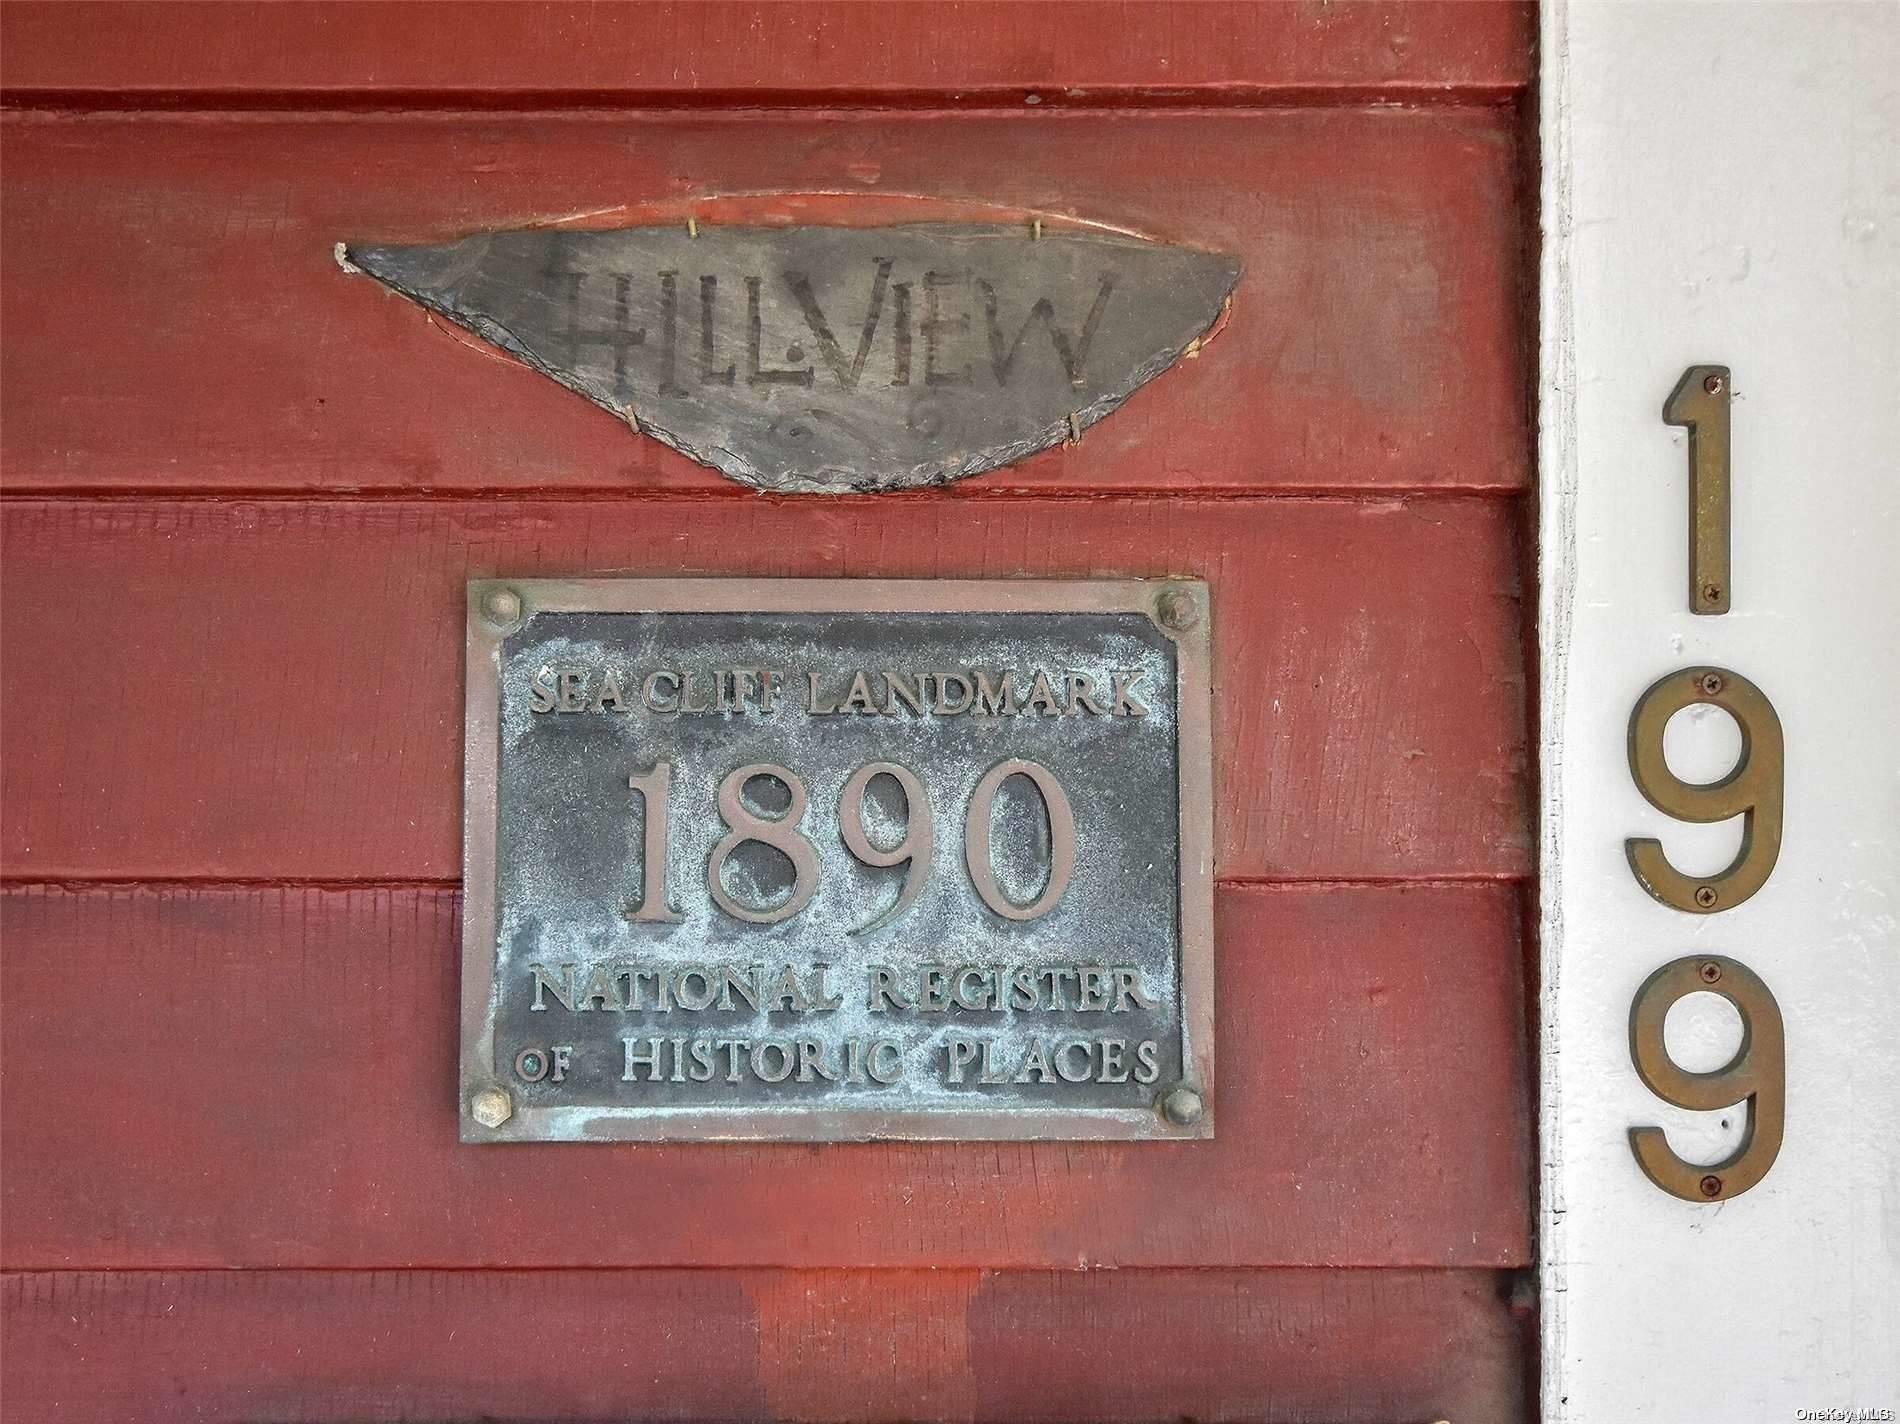 HILLVIEW
SEA CLIFF LANDMARK
1890
NATIONAL REGISTER
OF HISTORIC PLACES
199
OneKey MLS